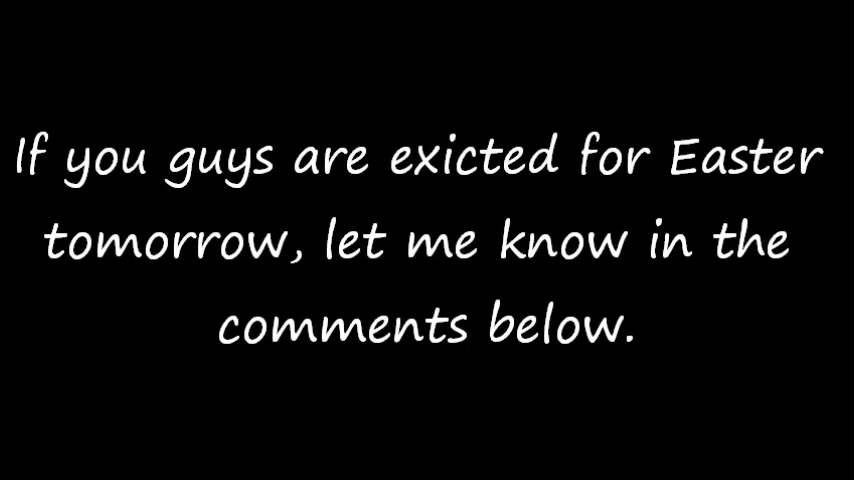 If you guys are exicted for Easter
tomorrow, let me know in the
comments below.